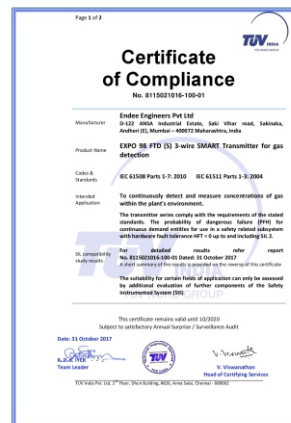 Page 1 of 2
TÜV INDIA
Certificate
of Compliance
No. 8115021016-100-01
Manufacturer
Endee Engineers Pvt Ltd
D-122 ANSA Industrial Estate, Saki Vihar road, Sakinaka,
Andheri (E), Mumbai – 400072 Maharashtra, India
Product Name
EXPO 98 FTD (S) 3-wire SMART Transmitter for gas
detection
Codes &
Standards
IEC 61508 Parts 1-7: 2010 IEC 61511 Parts 1-3: 2004
Intended
Application
To continuously detect and measure concentrations of gas
within the plant's environment.
SIL compatibility
study results
The transmitter series comply with the requirements of the stated
standards. The probability of dangerous failure (PFH) for
continuous demand entities for use in a safety related subsystem
with hardware fault tolerance HFT = 0 up to and including SIL 2.
For detailed results refer report
No. 8115021016-100-01 Dated: 31 October 2017
A short summary of the results is provided on the reverse of this certificate
The suitability for certain fields of application can only be assessed
by additional evaluation of further components of the Safety
Instrumented System (SIS)
This certificate remains valid until 10/2020
Subject to satisfactory Annual Surprise / Surveillance Audit
Date: 31 October 2017
Team Leader
V. Viswanathan
Head of Certifying Services